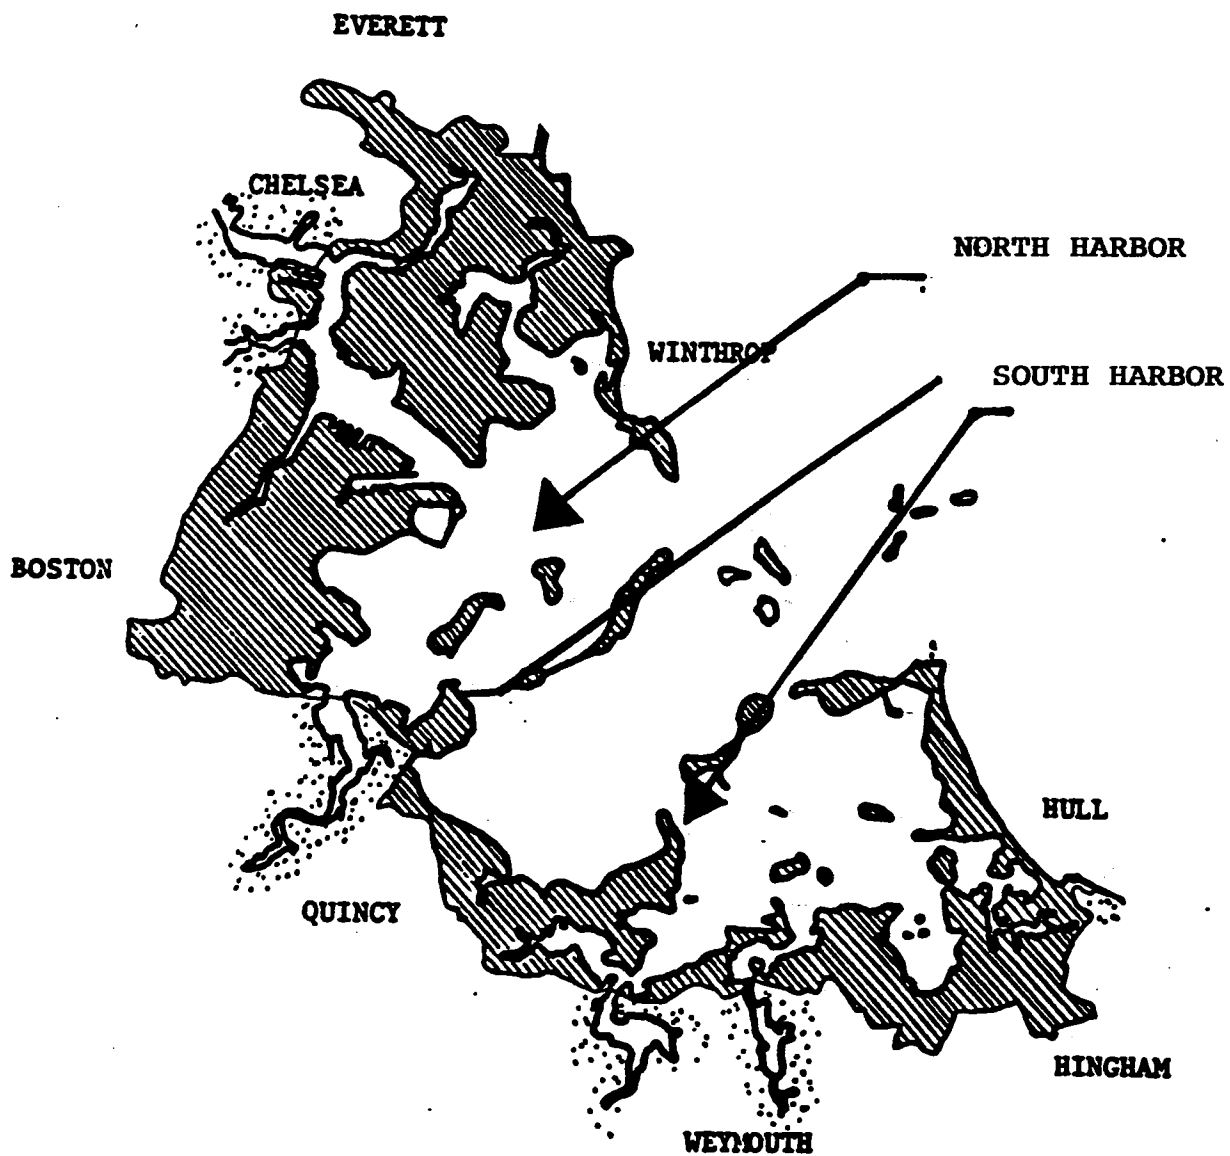 EVERETT
CHELSEA
NORTH HARBOR
WINTHROP
SOUTH HARBOR
BOSTON
HULL
QUINCY
HINGHAM
WEYMOUTH